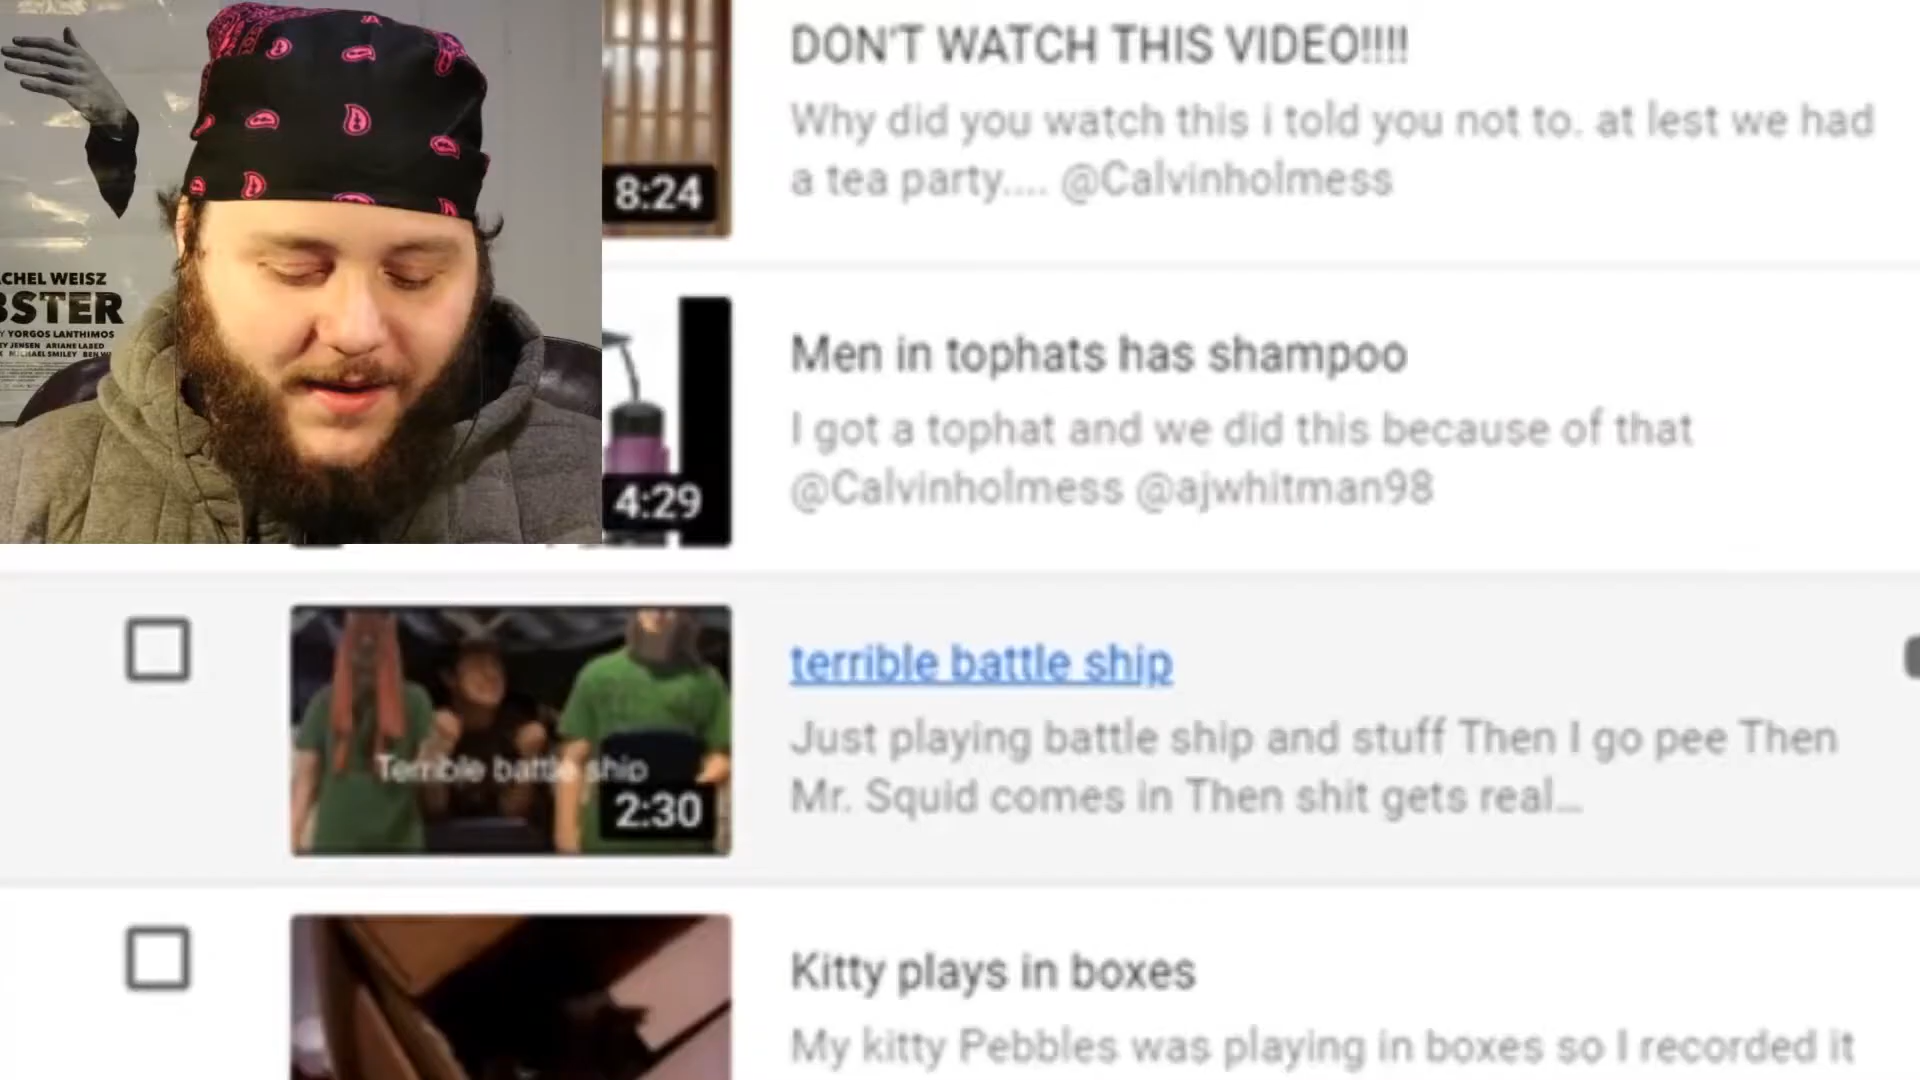 DON'T WATCH THIS VIDEO!!!!
Why did you watch this i told you not to. at lest we had
a tea party.... @Calvinholmess
8:24
ACHEL WEISZ
BSTER
Y YORGOS LANTHIMOS
EY JENSEN ARIANE LABED
MICHAEL SMILEY BEN W
Men in tophats has shampoo
I got a tophat and we did this because of that
@Calvinholmess @ajwhitman98
4:29
terrible battle ship
Just playing battle ship and stuff Then I go pee Then
Mr. Squid comes in Then shit gets real...
Terrible battle ship
2:30
Kitty plays in boxes
My kitty Pebbles was playing in boxes so I recorded it